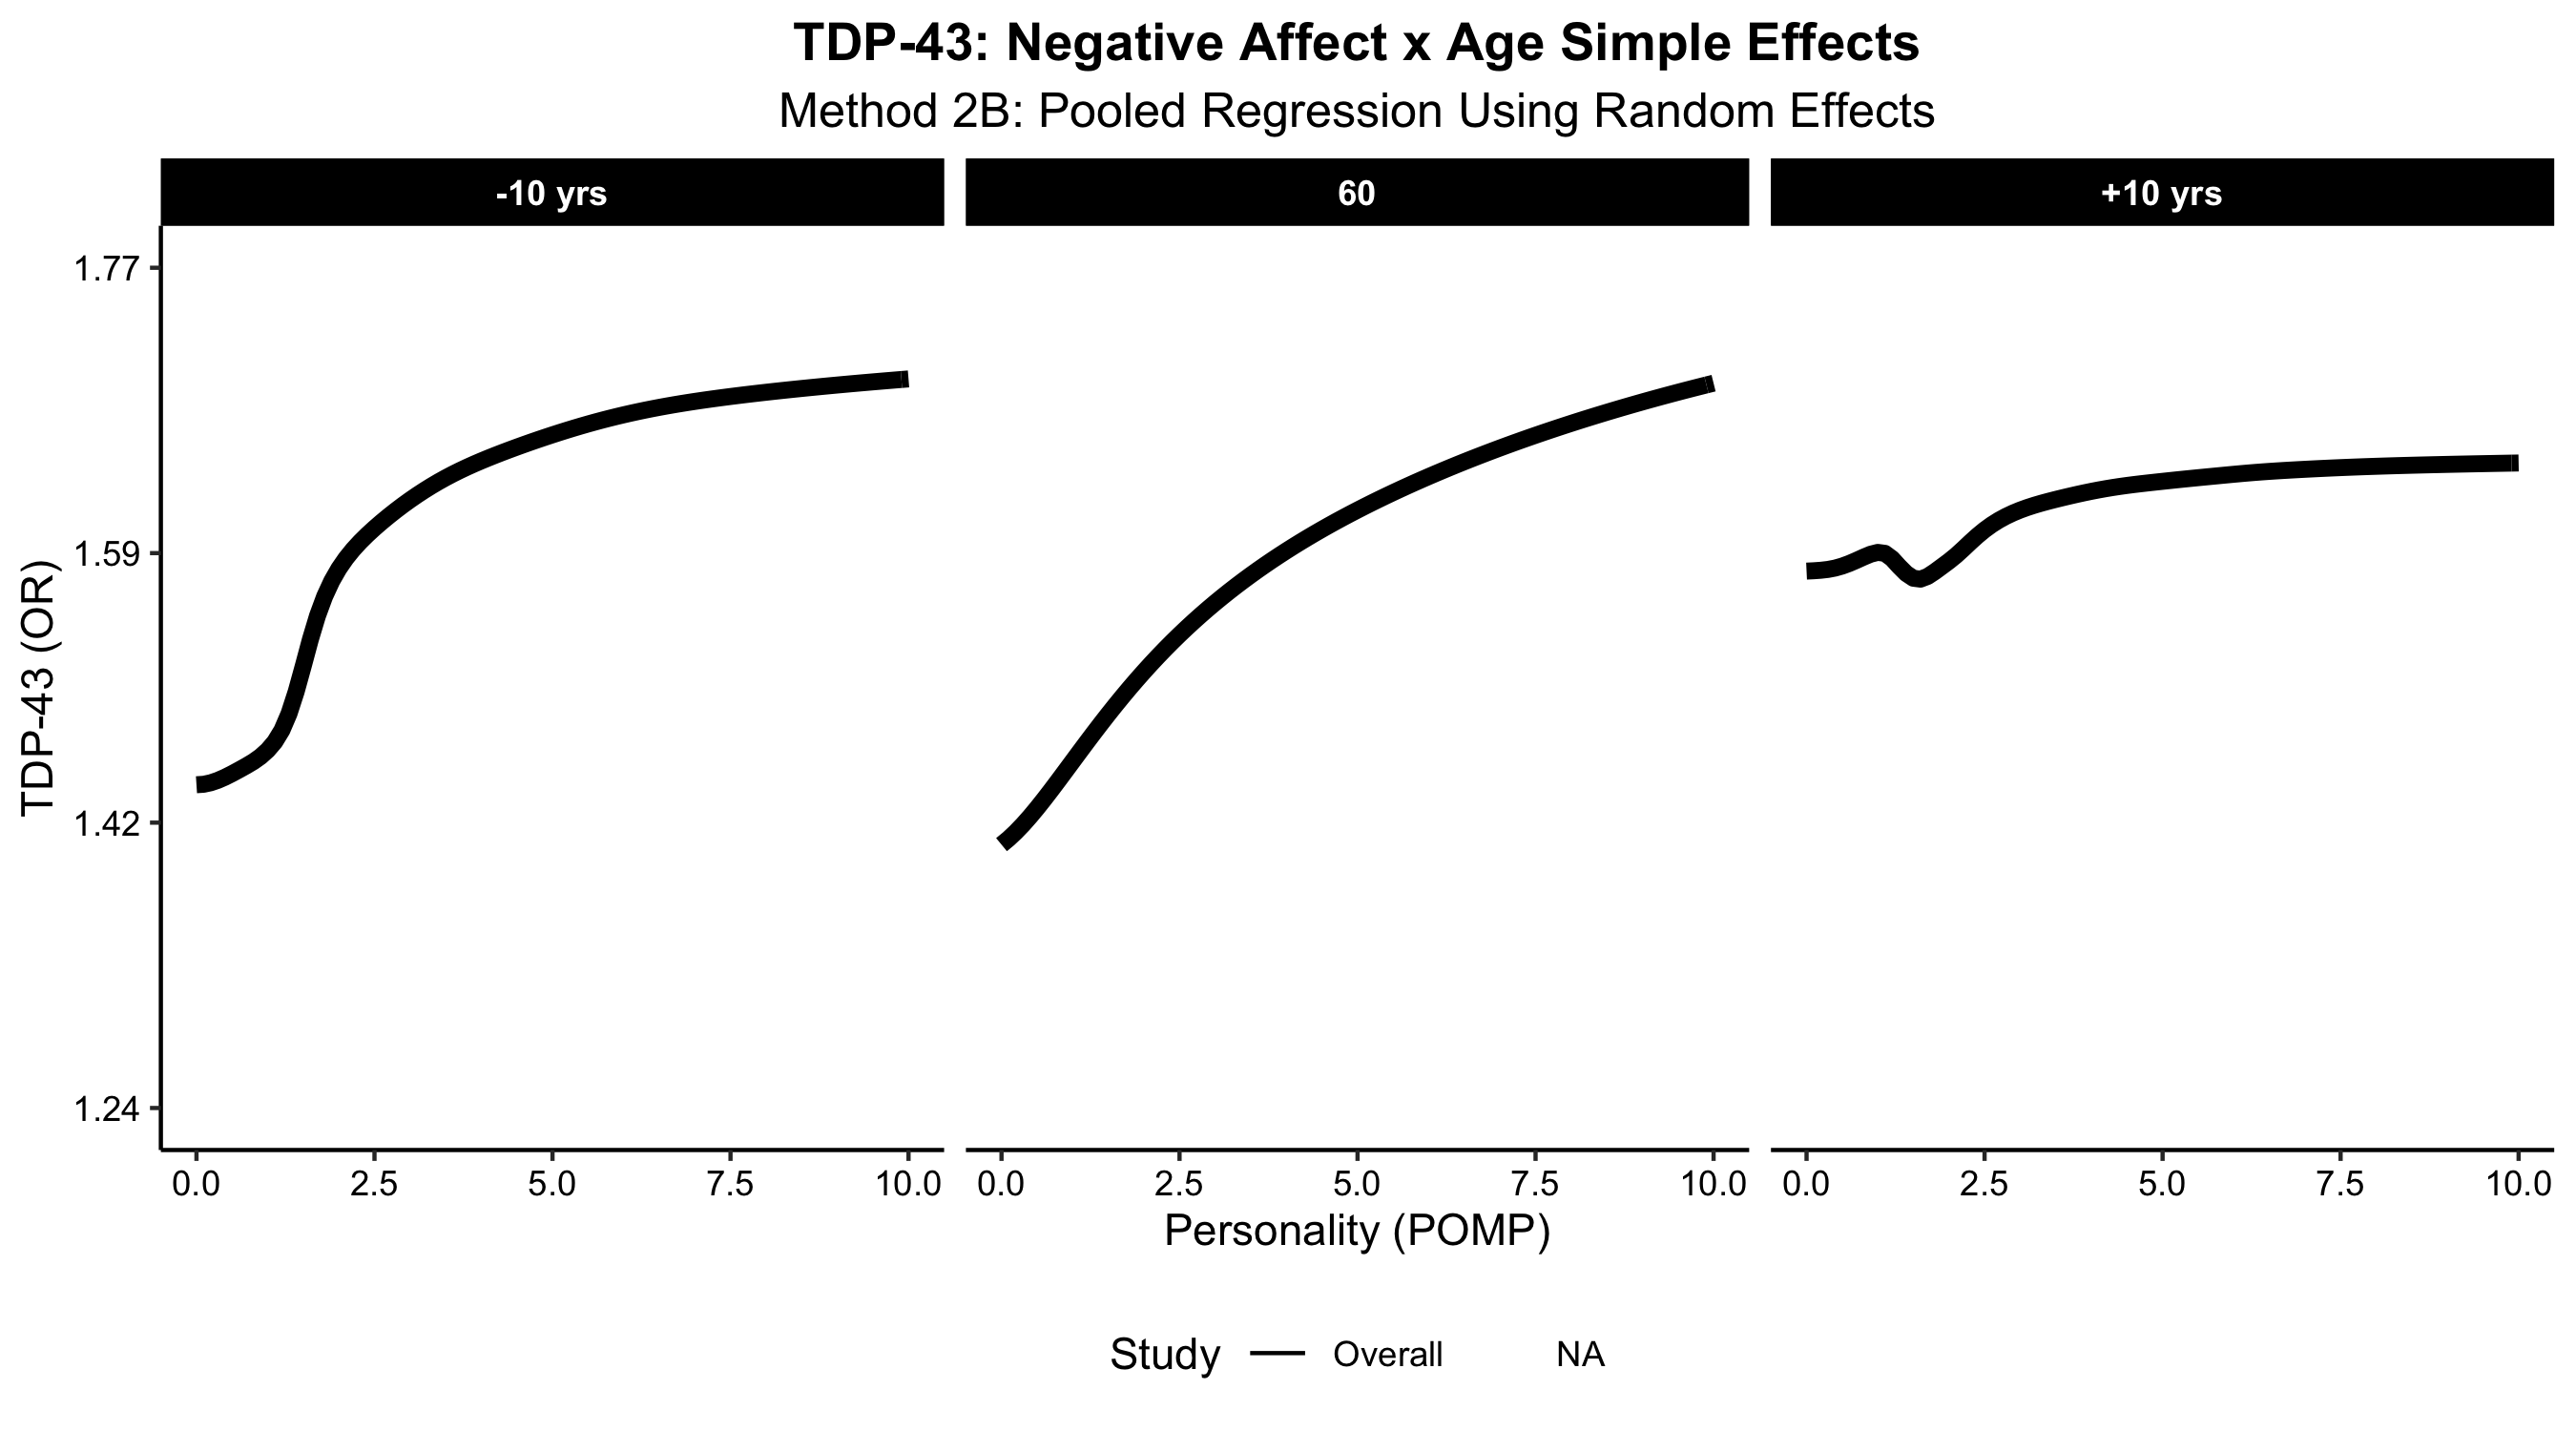 TDP-43: Negative Affect x Age Simple Effects
Method 2B: Pooled Regression Using Random Effects
-10 yrs
60
+10 yrs
TDP-43 (OR)
1.77
1.59
1.42
1.24
0.0 2.5 5.0 7.5 10.0
0.0 2.5 5.0 7.5 10.0
0.0 2.5 5.0 7.5 10.0
Personality (POMP)
Study Overall NA